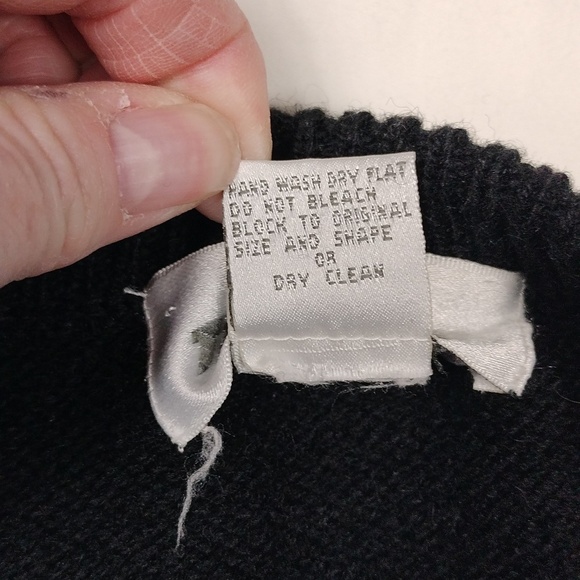 HAND WASH DRY FLAT
DO NOT BLEACH
BLOCK TO ORIGINAL
SIZE AND SHAPE
OR
DRY CLEAN